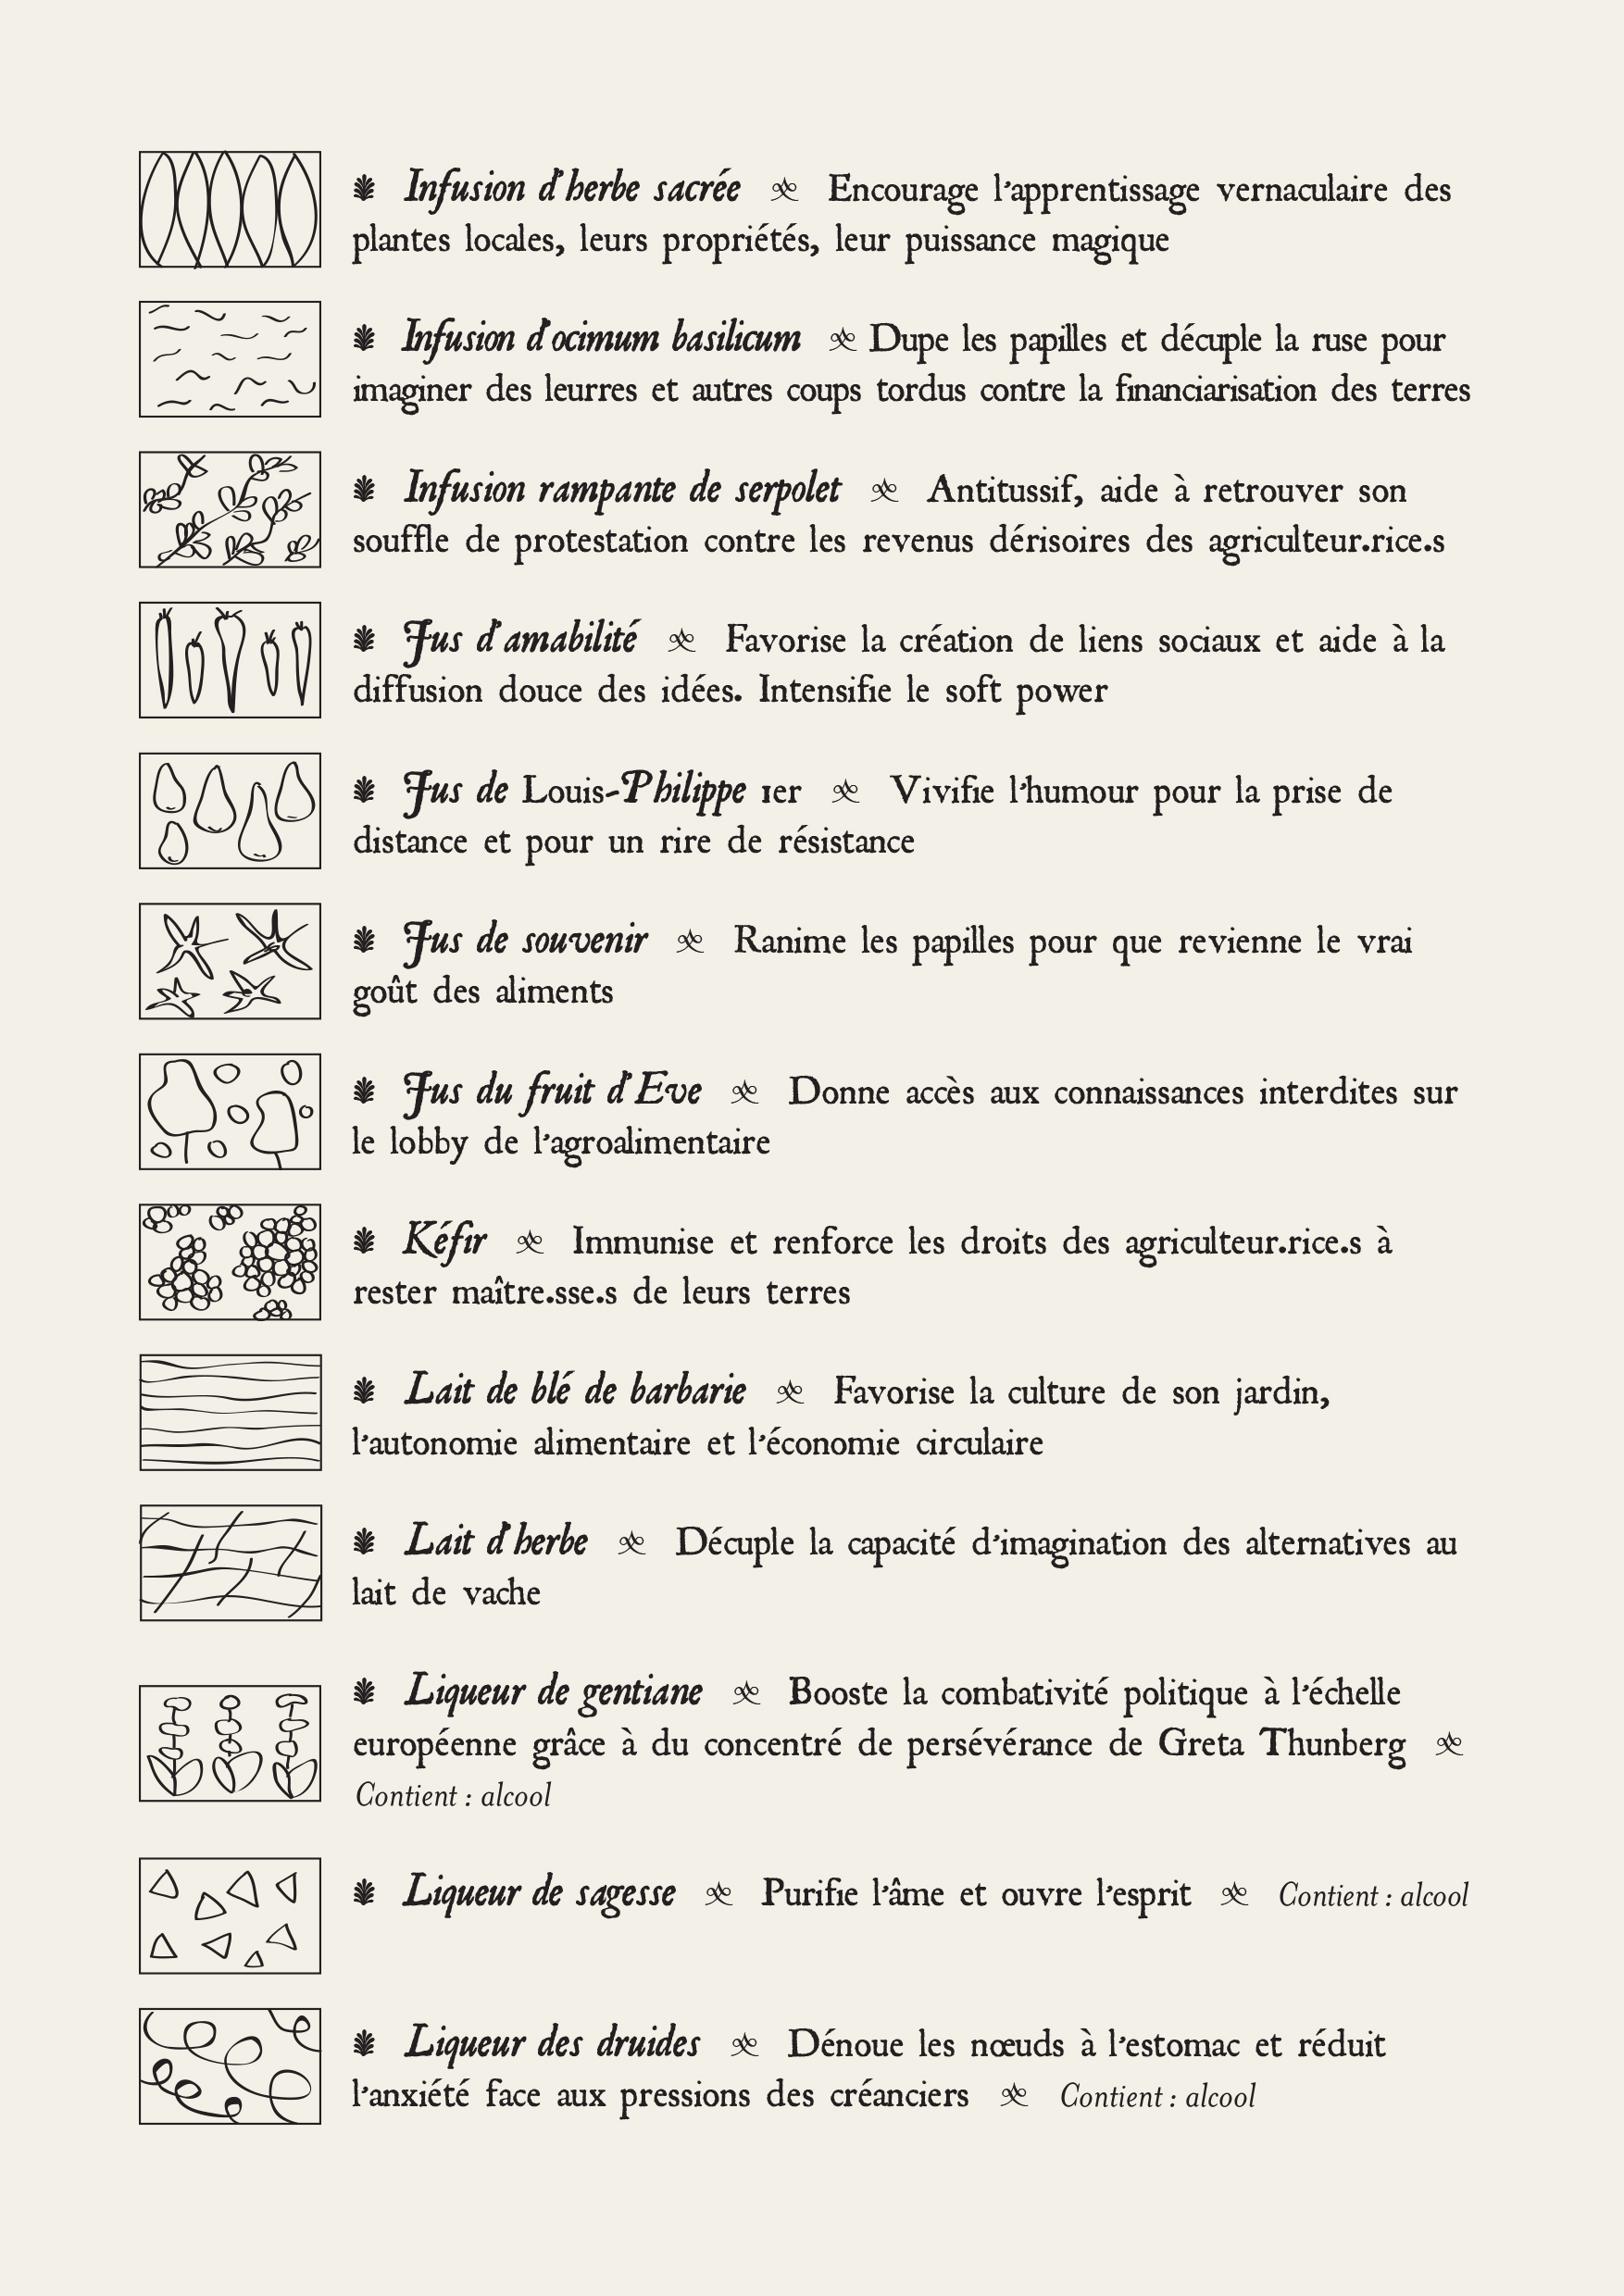 Infusion d'herbe sacrée Encourage l'apprentissage vernaculaire des
plantes locales, leurs propriétés, leur puissance magique
Infusion d'ocimum basilicum Dupe les papilles et décuple la ruse pour
imaginer des leurres et autres coups tordus contre la financiarisation des terres
Infusion rampante de serpolet Antitussif, aide à retrouver son
souffle de protestation contre les revenus dérisoires des agriculteur.rice.s
Jus d'amabilité Favorise la création de liens sociaux et aide à la
diffusion douce des idées. Intensifie le soft power
Jus de Louis-Philippe 1er Vivifie l'humour pour la prise de
distance et pour un rire de résistance
Jus de souvenir Ranime les papilles pour que revienne le vrai
goût des aliments
Jus du fruit d'Eve Donne accès aux connaissances interdites sur
le lobby de l'agroalimentaire
Kéfir Immunise et renforce les droits des agriculteur.rice.s à
rester maître.sse.s de leurs terres
Lait de blé de barbarie Favorise la culture de son jardin,
l'autonomie alimentaire et l'économie circulaire
Lait d'herbe Décuple la capacité d'imagination des alternatives au
lait de vache
Liqueur de gentiane Booste la combativité politique à l'échelle
européenne grâce à du concentré de persévérance de Greta Thunberg
Contient : alcool
Liqueur de sagesse Purifie l'âme et ouvre l'esprit Contient : alcool
Liqueur des druides Dénoue les nœuds à l'estomac et réduit
l'anxiété face aux pressions des créanciers Contient : alcool